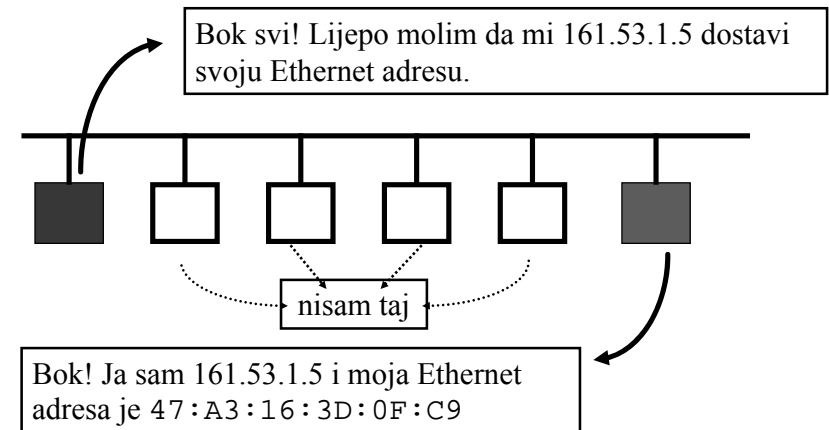 Bok svi! Lijepo molim da mi 161.53.1.5 dostavi
svoju Ethernet adresu.
nisam taj
Bok! Ja sam 161.53.1.5 i moja Ethernet
adresa je 47:A3:16:3D:0F:C9